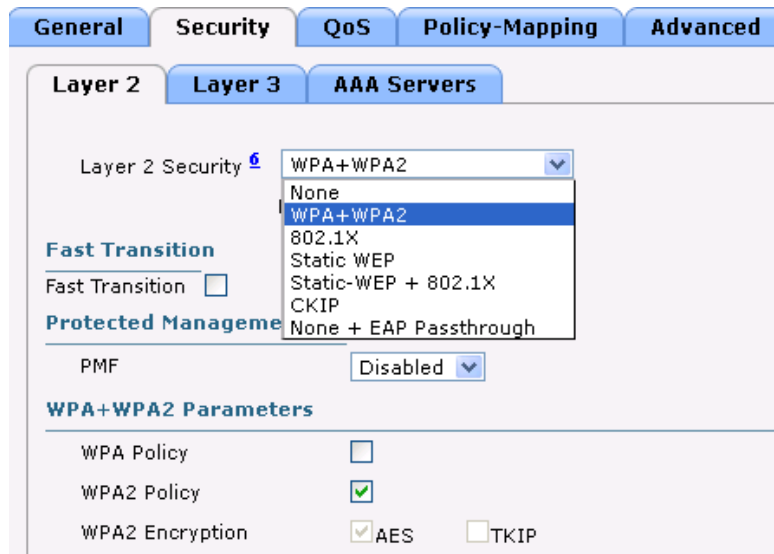 General Security QoS Policy-Mapping Advanced
Layer 2 Layer 3 AAA Servers
Layer 2 Security 6 WPA+WPA2
None
WPA+WPA2
802.1X
Static WEP
Static-WEP + 802.1X
CKIP
None + EAP Passthrough
Fast Transition
Fast Transition
Protected
PMF Disabled
WPA+WPA2 Parameters
WPA Policy
WPA2 Policy
WPA2 Encryption AES TKIP